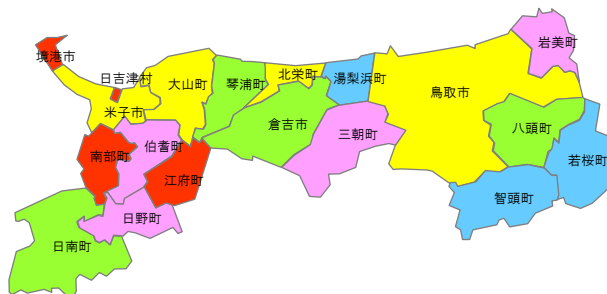 境港市
日吉津村
米子市
大山町
琴浦町
北栄町
湯梨浜町
鳥取市
岩美町
倉吉市
三朝町
八頭町
若桜町
智頭町
南部町
伯耆町
江府町
日野町
日南町